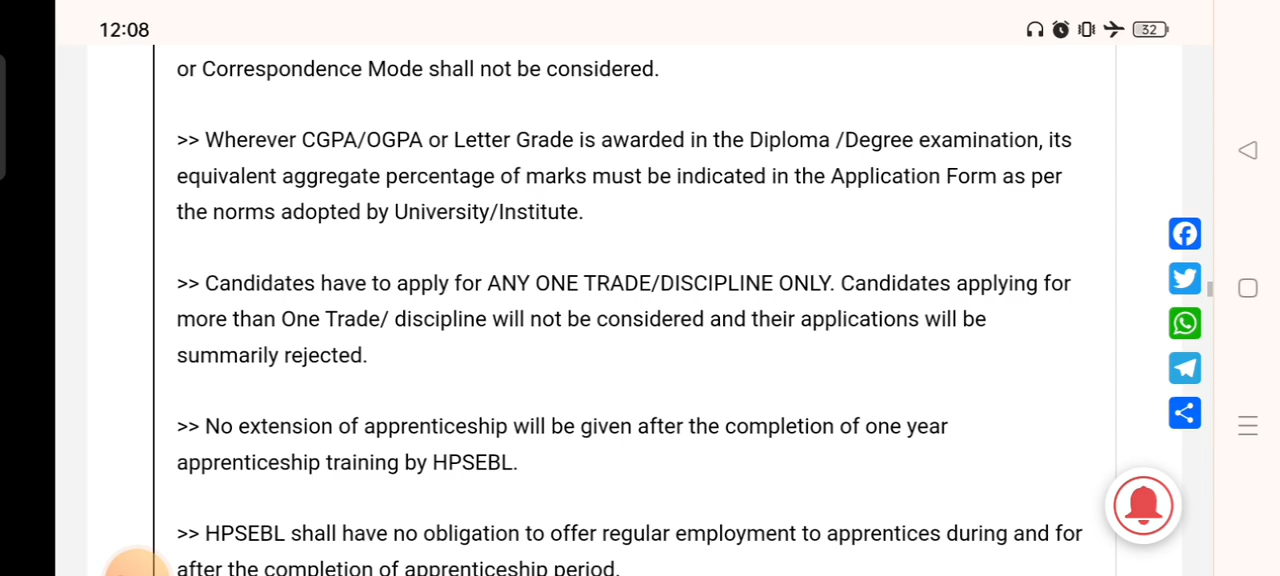 12:08
32
or Correspondence Mode shall not be considered.
>> Wherever CGPA/OGPA or Letter Grade is awarded in the Diploma /Degree examination, its
equivalent aggregate percentage of marks must be indicated in the Application Form as per
the norms adopted by University/Institute.
>> Candidates have to apply for ANY ONE TRADE/DISCIPLINE ONLY. Candidates applying for
more than One Trade/ discipline will not be considered and their applications will be
summarily rejected.
>> No extension of apprenticeship will be given after the completion of one year
apprenticeship training by HPSEBL.
>> HPSEBL shall have no obligation to offer regular employment to apprentices during and for
after the completion of apprenticeship period.